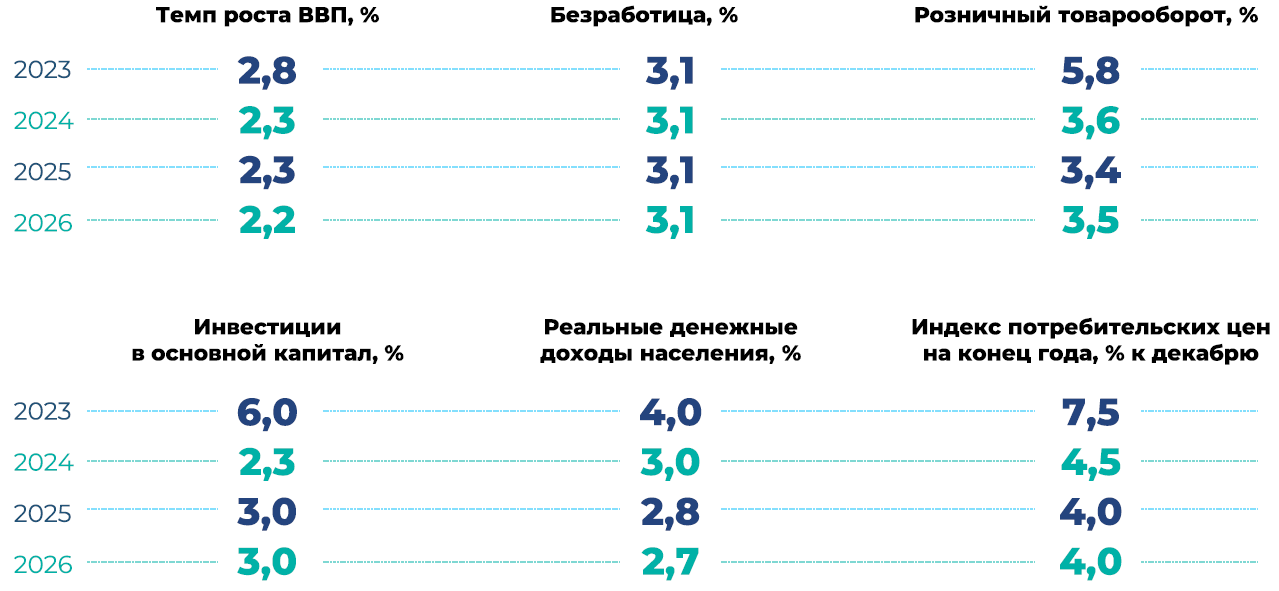 Темп роста ВВП, % Безработица, % Розничный товарооборот, %
2023 2,8 3,1 5,8
2024 2,3 3,1 3,6
2025 2,3 3,1 3,4
2026 2,2 3,1 3,5
Инвестиции Реальные денежные Индекс потребительских цен
в основной капитал, % доходы населения, % на конец года, % к декабрю
2023 6,0 4,0 7,5
2024 2,3 3,0 4,5
2025 3,0 2,8 4,0
2026 3,0 2,7 4,0